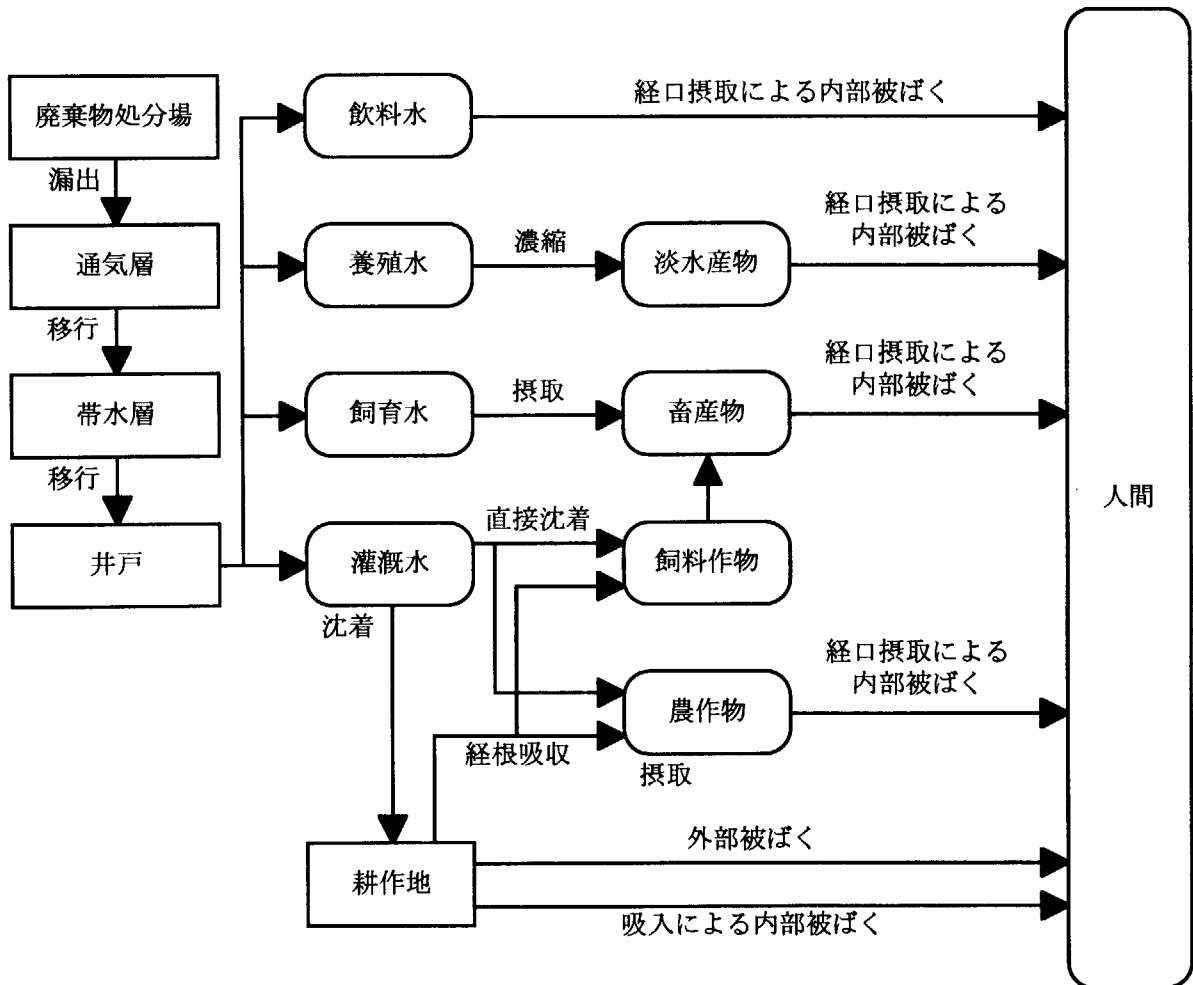 廃棄物処分場
漏出
通気層
移行
帯水層
移行
井戸
飲料水
経口摂取による内部被ばく
養殖水
濃縮
淡水産物
経口摂取による
内部被ばく
飼育水
摂取
畜産物
経口摂取による
内部被ばく
灌漑水
直接沈着
飼料作物
沈着
経根吸収
農作物
摂取
経口摂取による
内部被ばく
耕作地
外部被ばく
吸入による内部被ばく
人間